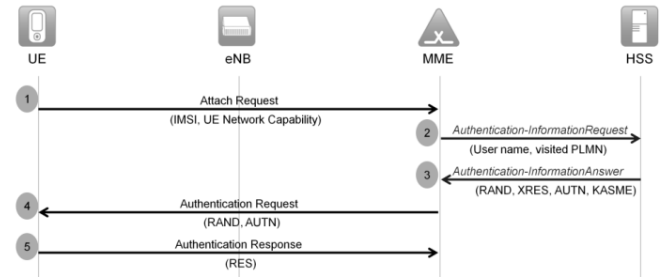 UE eNB MME HSS
1 Attach Request
(IMSI, UE Network Capability)
2 Authentication-InformationRequest
(User name, visited PLMN)
3 Authentication-InformationAnswer
(RAND, XRES, AUTN, KASME)
4 Authentication Request
(RAND, AUTN)
5 Authentication Response
(RES)